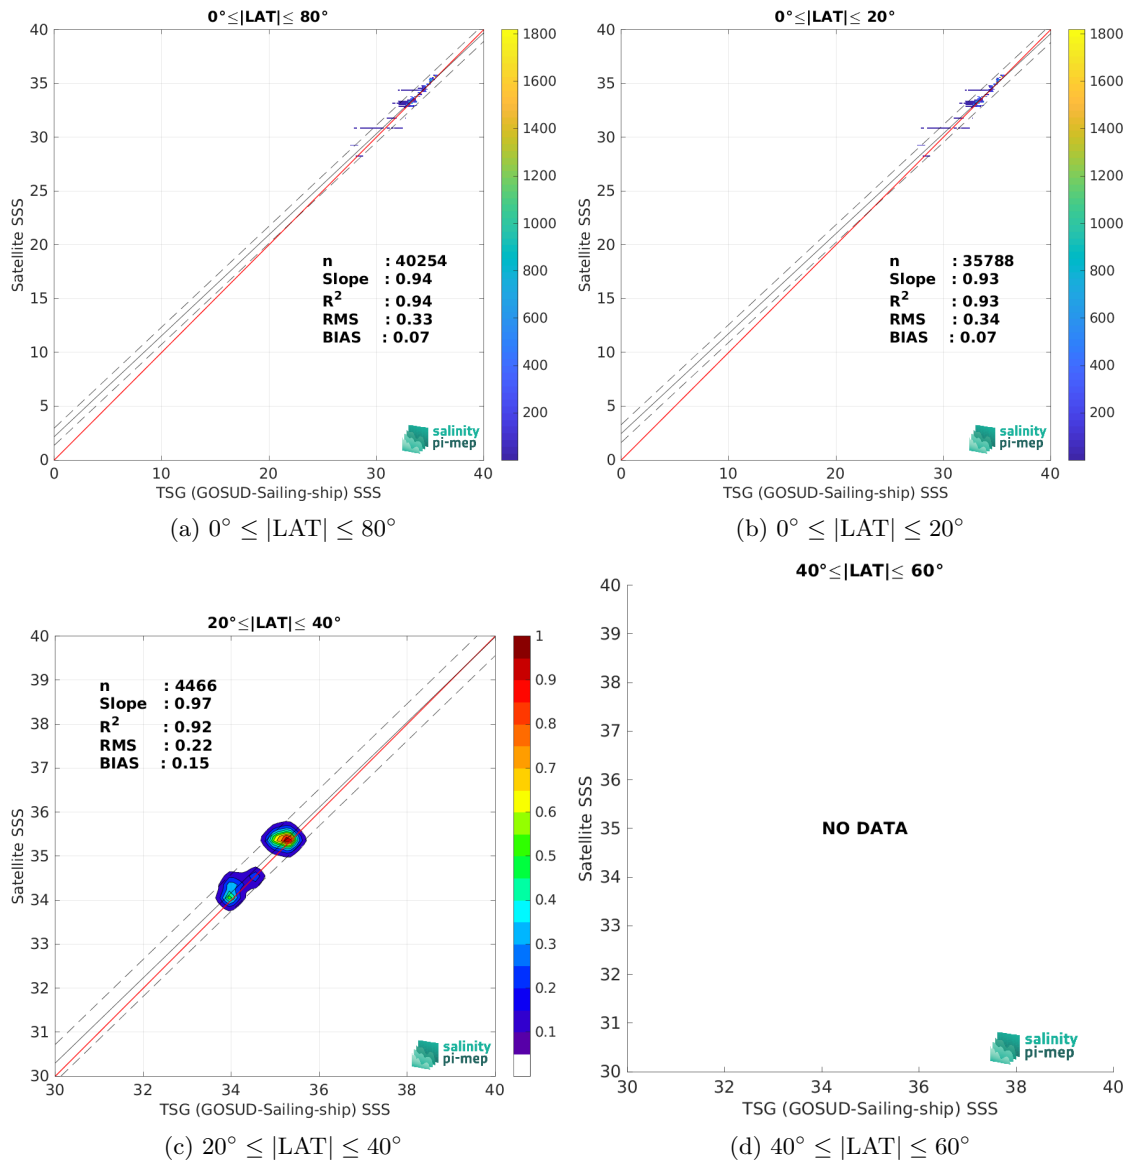 0°≤|LAT|≤ 80°
40
35
30
25
20
15
10
5
0
0
10
20
30
40
Satellite SSS
TSG (GOSUD-Sailing-ship) SSS
n : 40254
Slope : 0.94
R² : 0.94
RMS : 0.33
BIAS : 0.07
salinity
pi-mep
1800
1600
1400
1200
1000
800
600
400
200
(a) 0° ≤ |LAT| ≤ 80°
0°≤|LAT|≤ 20°
40
35
30
25
20
15
10
5
0
0
10
20
30
40
Satellite SSS
TSG (GOSUD-Sailing-ship) SSS
n : 35788
Slope : 0.93
R² : 0.93
RMS : 0.34
BIAS : 0.07
salinity
pi-mep
1800
1600
1400
1200
1000
800
600
400
200
(b) 0° ≤ |LAT| ≤ 20°
20°≤|LAT|≤ 40°
40
39
38
37
36
35
34
33
32
31
30
30
32
34
36
38
40
Satellite SSS
TSG (GOSUD-Sailing-ship) SSS
n : 4466
Slope : 0.97
R² : 0.92
RMS : 0.22
BIAS : 0.15
salinity
pi-mep
1
0.9
0.8
0.7
0.6
0.5
0.4
0.3
0.2
0.1
(c) 20° ≤ |LAT| ≤ 40°
40°≤|LAT|≤ 60°
40
39
38
37
36
35
34
33
32
31
30
30
32
34
36
38
40
Satellite SSS
TSG (GOSUD-Sailing-ship) SSS
NO DATA
salinity
pi-mep
(d) 40° ≤ |LAT| ≤ 60°